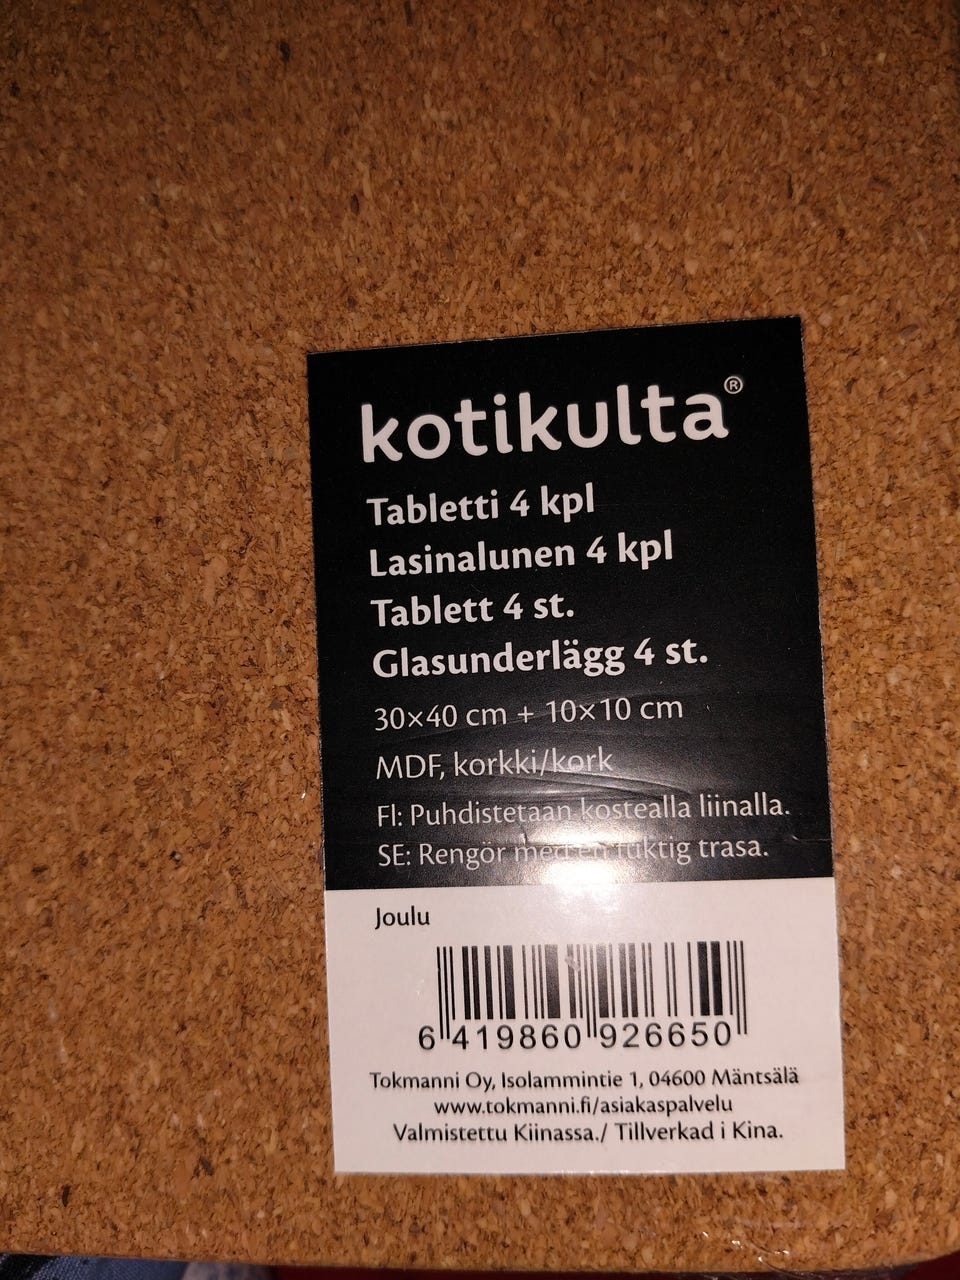 kotikulta®
Tabletti 4 kpl
Lasinalunen 4 kpl
Tablett 4 st.
Glasunderlägg 4 st.
30×40 cm + 10×10 cm
MDF, korkki/kork
FI: Puhdistetaan kostealla liinalla.
SE: Rengör med en fuktig trasa.
Joulu
6 419860 926650
Tokmanni Oy, Isolammintie 1, 04600 Mäntsälä
www.tokmanni.fi/asiakaspalvelu
Valmistettu Kiinassa./ Tillverkad i Kina.